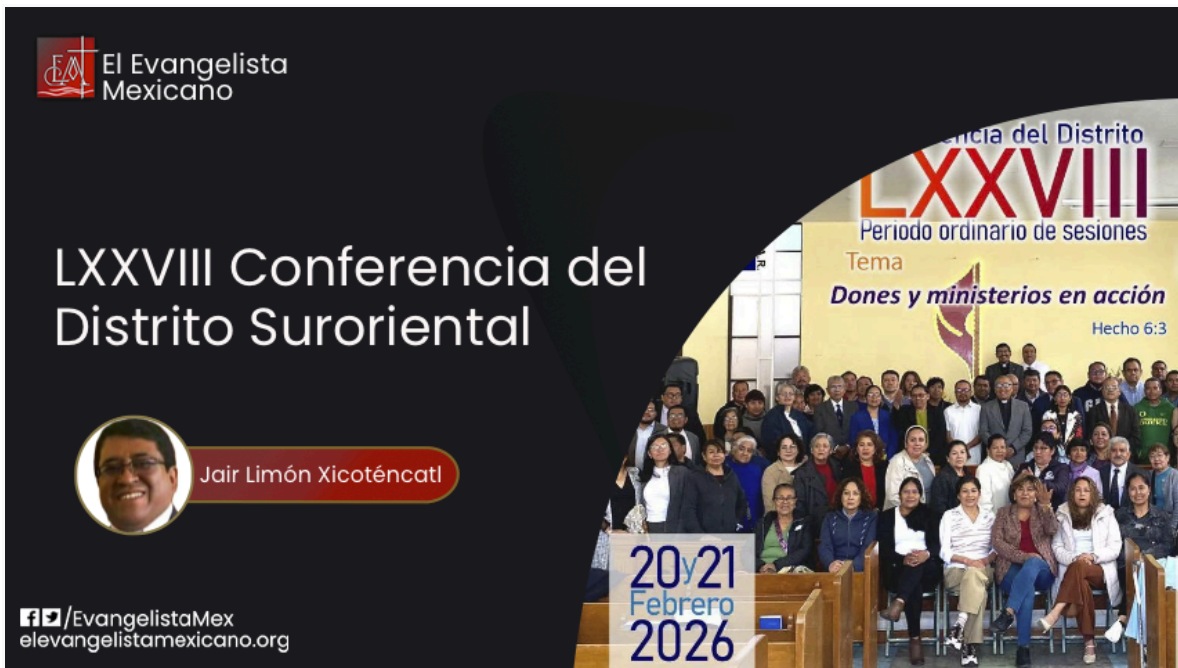 El Evangelista
Mexicano
LXXVIII Conferencia del
Distrito Suroriental
Jair Limón Xicoténcatl
/EvangelistaMex
elevangelistamexicano.org
encia del Distrito
LXXVIII
Periodo ordinario de sesiones
Tema
Dones y ministerios en acción
Hecho 6:3
20y21
Febrero
2026